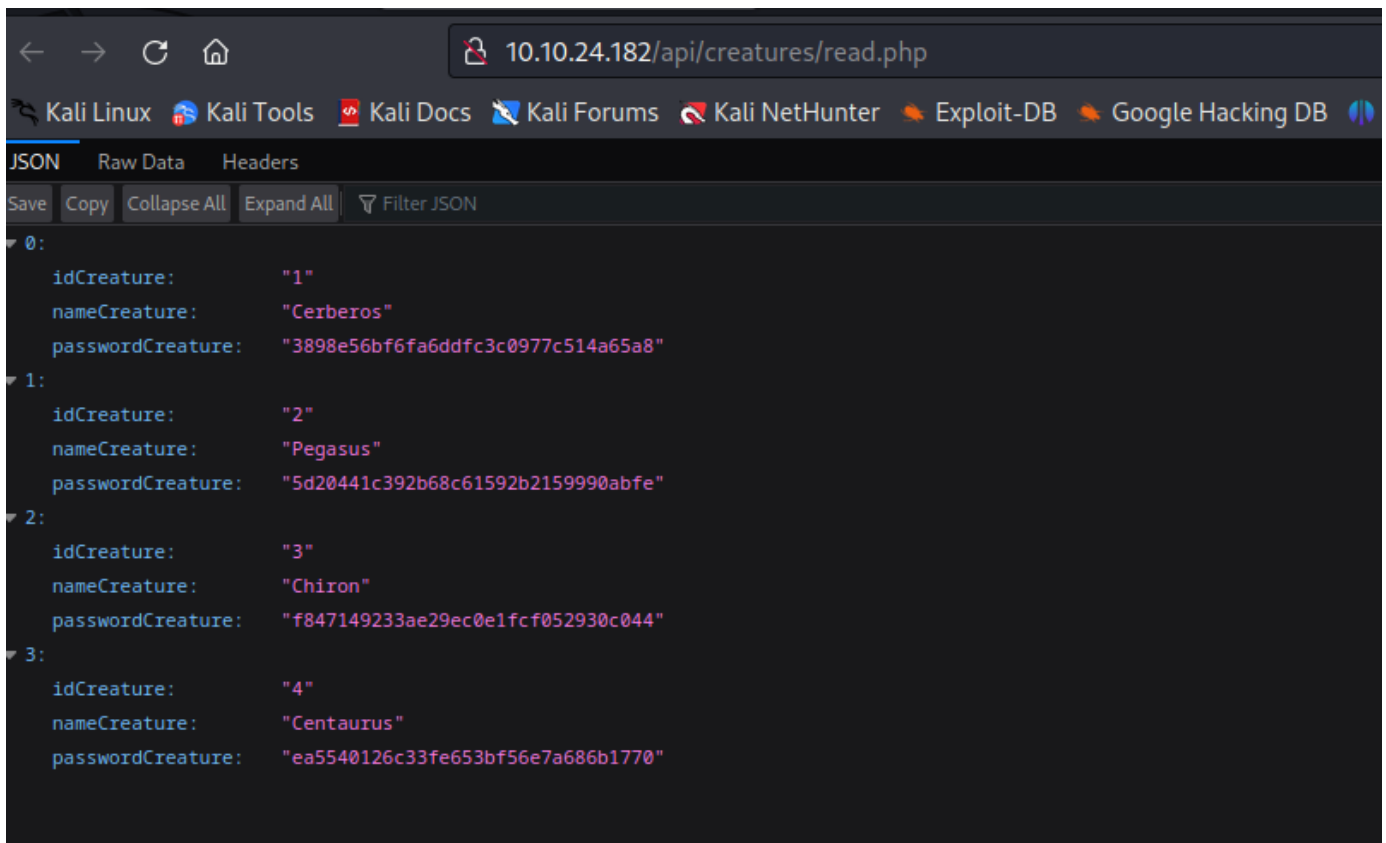 10.10.24.182/api/creatures/read.php
Kali Linux Kali Tools Kali Docs Kali Forums Kali NetHunter Exploit-DB Google Hacking DB
JSON Raw Data Headers
Save Copy Collapse All Expand All Filter JSON
0:
idCreature: "1"
nameCreature: "Cerberos"
passwordCreature: "3898e56bf6fa6ddfc3c0977c514a65a8"
1:
idCreature: "2"
nameCreature: "Pegasus"
passwordCreature: "5d20441c392b68c61592b2159990abfe"
2:
idCreature: "3"
nameCreature: "Chiron"
passwordCreature: "f847149233ae29ec0e1fcf052930c044"
3:
idCreature: "4"
nameCreature: "Centaurus"
passwordCreature: "ea5540126c33fe653bf56e7a686b1770"